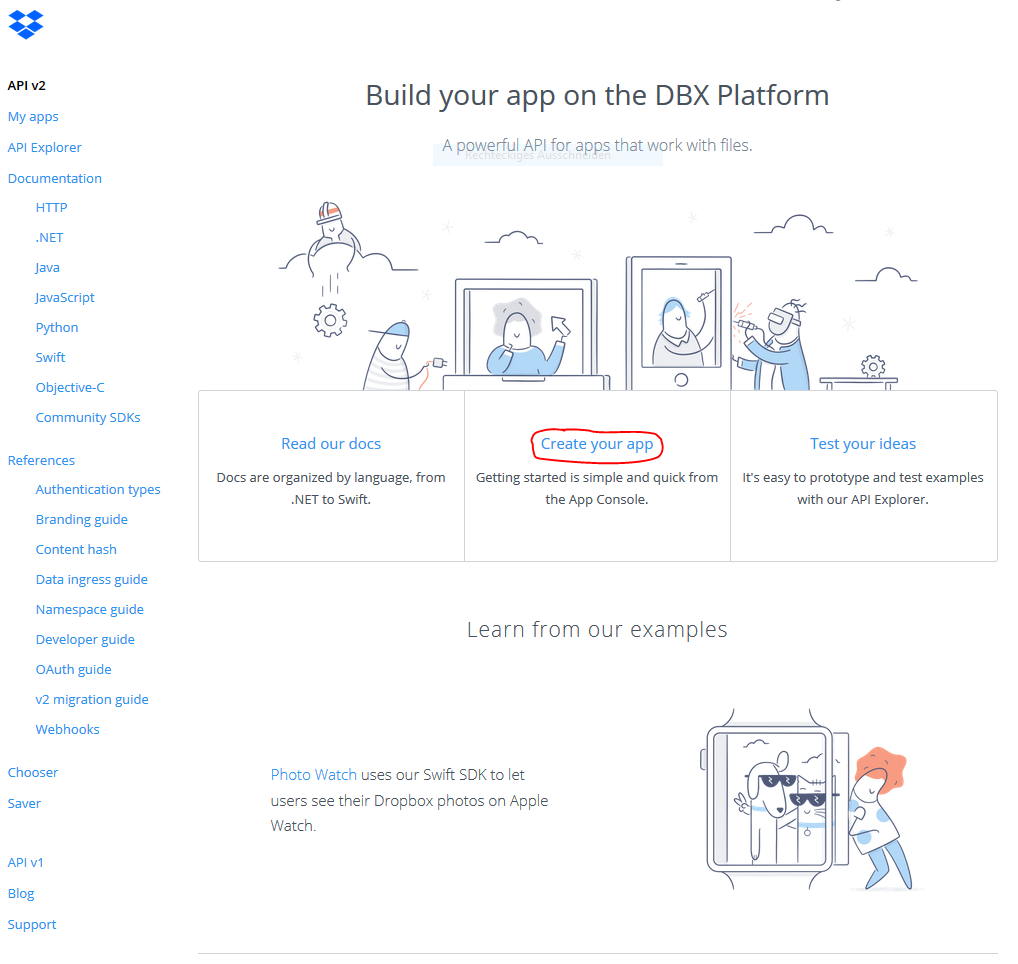 API v2
My apps
API Explorer
Documentation
HTTP
.NET
Java
JavaScript
Python
Swift
Objective-C
Community SDKs
References
Authentication types
Branding guide
Content hash
Data ingress guide
Namespace guide
Developer guide
OAuth guide
v2 migration guide
Webhooks
Chooser
Saver
API v1
Blog
Support
Build your app on the DBX Platform
A powerful API for apps that work with files.
Rechteckiges Ausschneiden
Read our docs
Docs are organized by language, from
.NET to Swift.
Create your app
Getting started is simple and quick from
the App Console.
Test your ideas
It's easy to prototype and test examples
with our API Explorer.
Learn from our examples
Photo Watch uses our Swift SDK to let
users see their Dropbox photos on Apple
Watch.